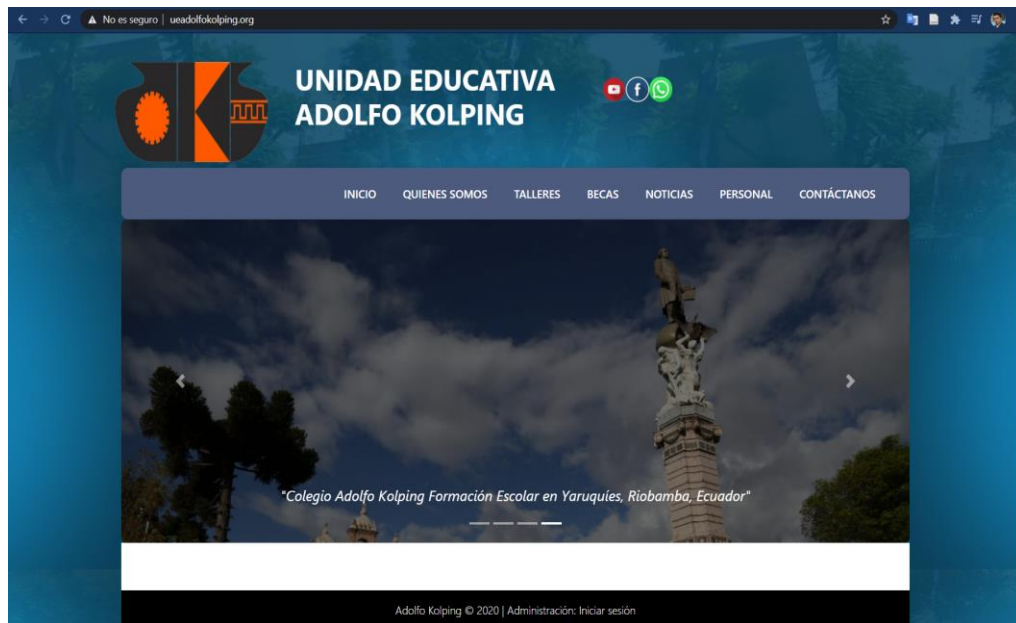 No es seguro | ueadolfokolping.org
UNIDAD EDUCATIVA
ADOLFO KOLPING
INICIO QUIENES SOMOS TALLERES BECAS NOTICIAS PERSONAL CONTÁCTANOS
"Colegio Adolfo Kolping Formación Escolar en Yaruquíes, Riobamba, Ecuador"
Adolfo Kolping © 2020 | Administración: Iniciar sesión